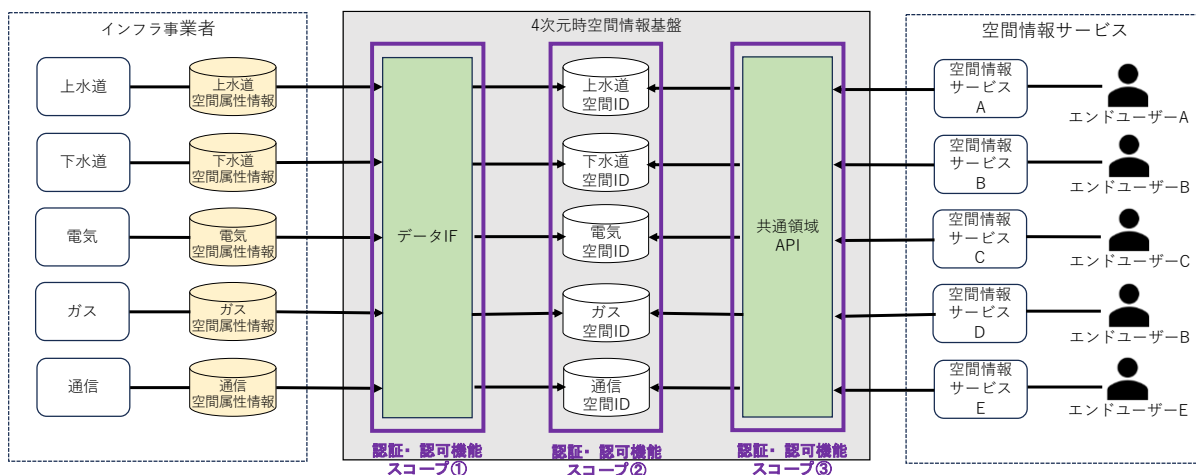 インフラ事業者
4次元時空間情報基盤
空間情報サービス
上水道
上水道
空間属性情報
上水道
空間ID
空間情報
サービス
A
エンドユーザーA
下水道
下水道
空間属性情報
下水道
空間ID
空間情報
サービス
B
エンドユーザーB
電気
電気
空間属性情報
データIF
電気
空間ID
共通領域
API
空間情報
サービス
C
エンドユーザーC
ガス
ガス
空間属性情報
ガス
空間ID
空間情報
サービス
D
エンドユーザーB
通信
通信
空間属性情報
通信
空間ID
空間情報
サービス
E
エンドユーザーE
認証・認可機能
スコープ①
認証・認可機能
スコープ②
認証・認可機能
スコープ③